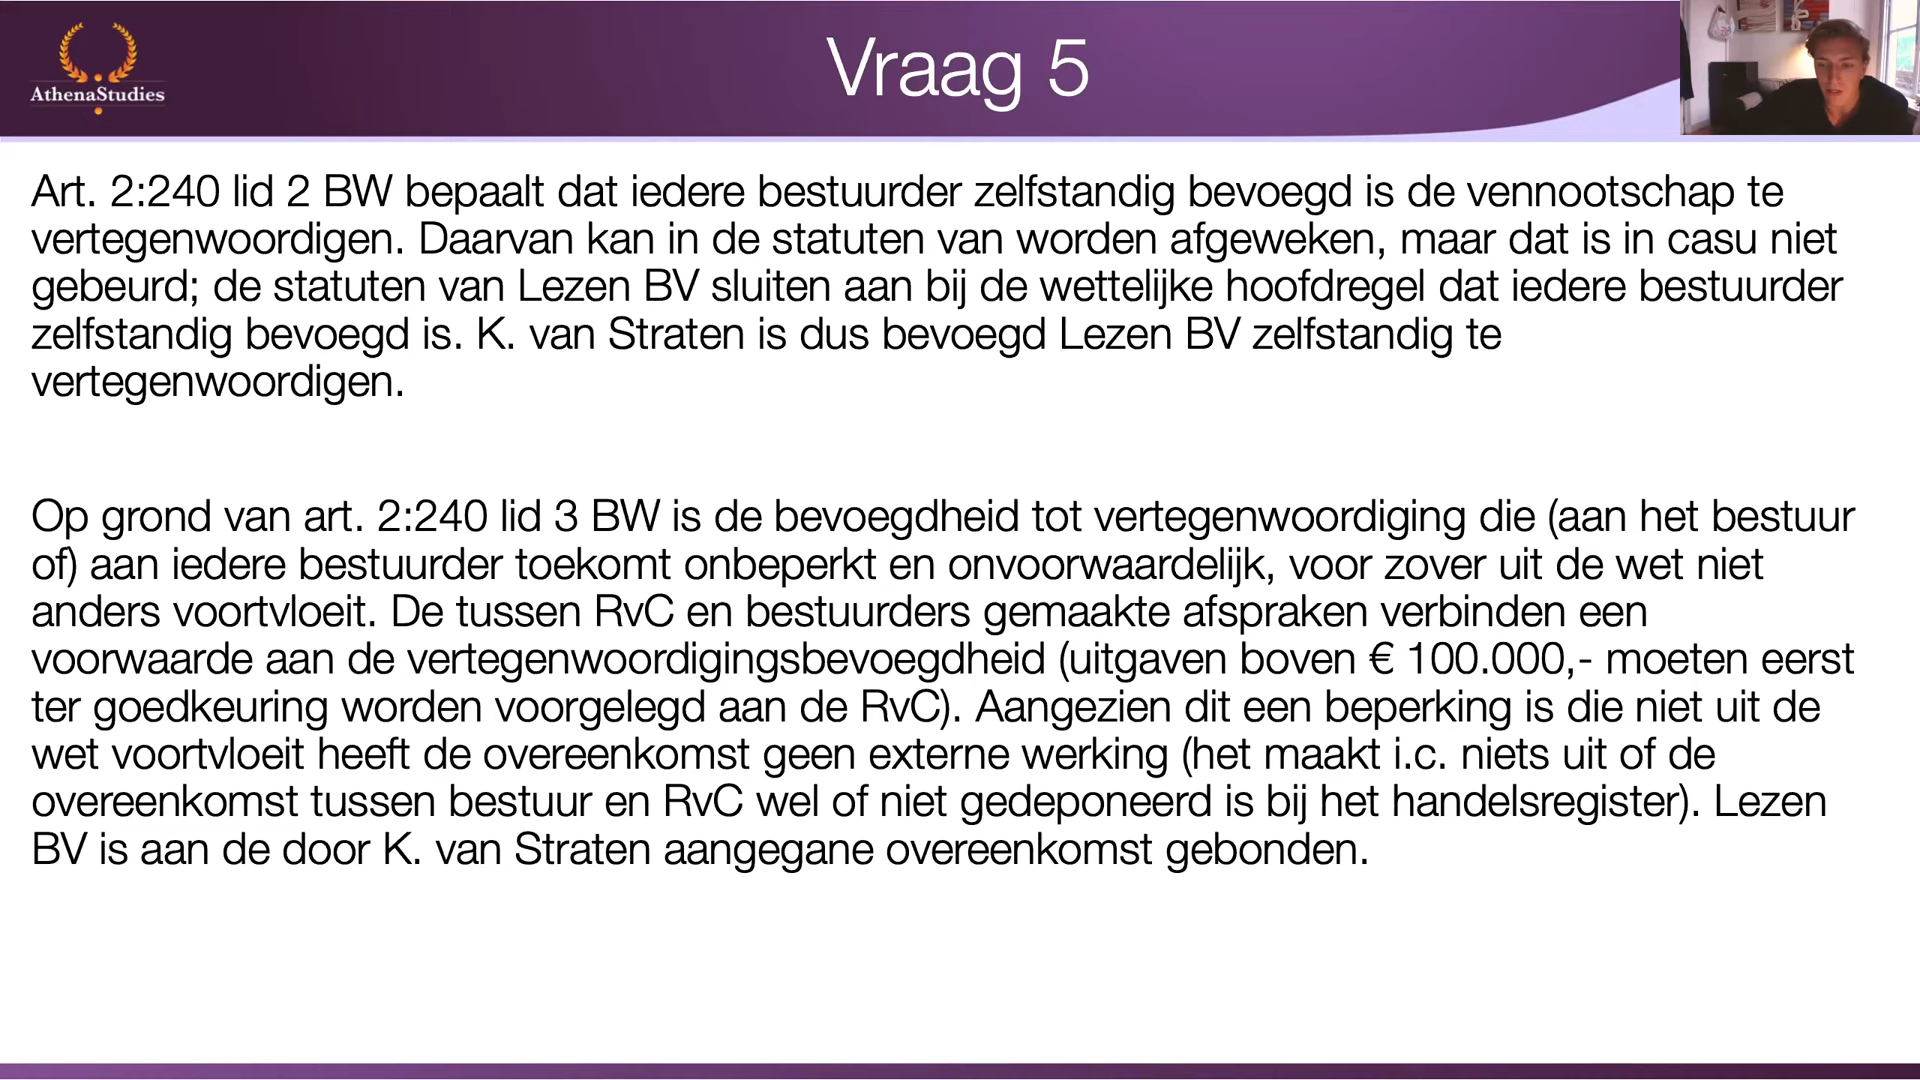 AthenaStudies
Vraag 5
Art. 2:240 lid 2 BW bepaalt dat iedere bestuurder zelfstandig bevoegd is de vennootschap te
vertegenwoordigen. Daarvan kan in de statuten van worden afgeweken, maar dat is in casu niet
gebeurd; de statuten van Lezen BV sluiten aan bij de wettelijke hoofdregel dat iedere bestuurder
zelfstandig bevoegd is. K. van Straten is dus bevoegd Lezen BV zelfstandig te
vertegenwoordigen.
Op grond van art. 2:240 lid 3 BW is de bevoegdheid tot vertegenwoordiging die (aan het bestuur
of) aan iedere bestuurder toekomt onbeperkt en onvoorwaardelijk, voor zover uit de wet niet
anders voortvloeit. De tussen RvC en bestuurders gemaakte afspraken verbinden een
voorwaarde aan de vertegenwoordigingsbevoegdheid (uitgaven boven € 100.000,- moeten eerst
ter goedkeuring worden voorgelegd aan de RvC). Aangezien dit een beperking is die niet uit de
wet voortvloeit heeft de overeenkomst geen externe werking (het maakt i.c. niets uit of de
overeenkomst tussen bestuur en RvC wel of niet gedeponeerd is bij het handelsregister). Lezen
BV is aan de door K. van Straten aangegane overeenkomst gebonden.